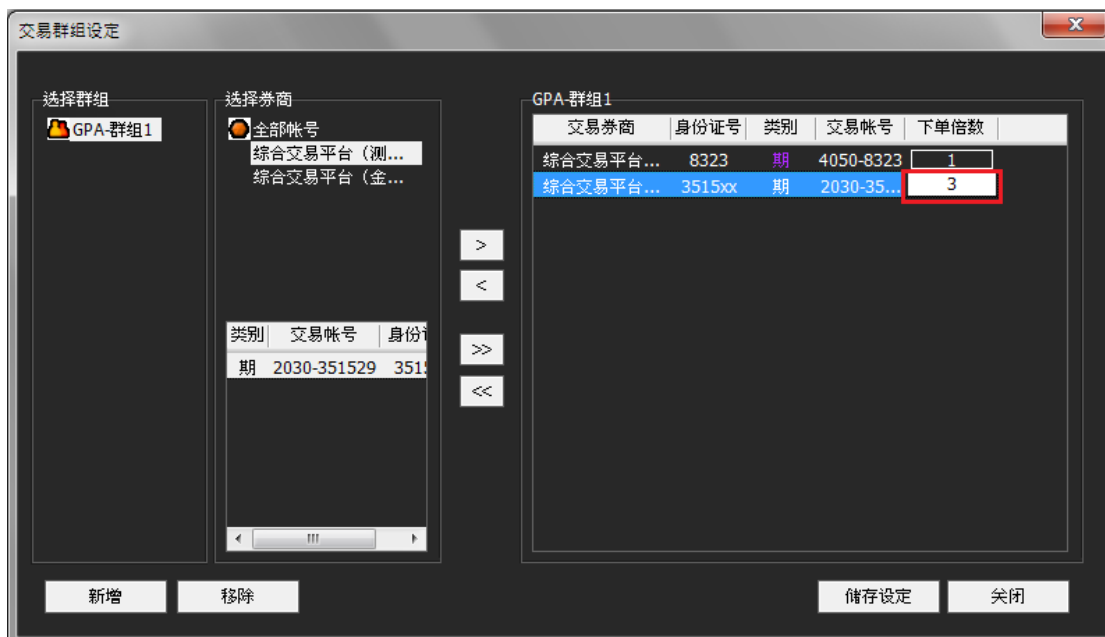 交易群组设定
X
选择群组
GPA-群组1
选择券商
全部帐号
综合交易平台（测...
综合交易平台（金...
类别 交易帐号 身份
期 2030-351529 351
>
<
>>
<<
GPA-群组1
交易券商 身份证号 类别 交易帐号 下单倍数
综合交易平台... 8323 期 4050-8323 1
综合交易平台... 3515xx 期 2030-35... 3
新增
移除
储存设定
关闭